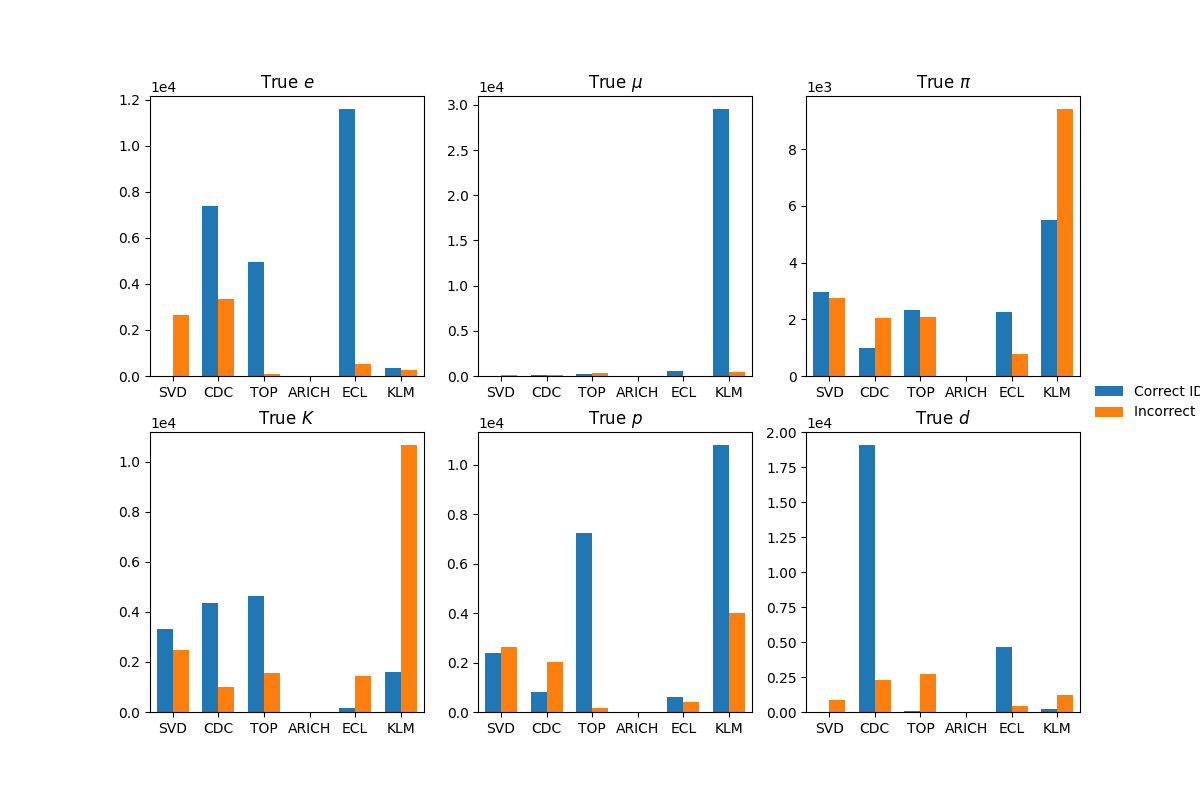 True e
1e4
1.2
1.0
0.8
0.6
0.4
0.2
0.0
SVD CDC TOP ARICH ECL KLM
True μ
1e4
3.0
2.5
2.0
1.5
1.0
0.5
0.0
SVD CDC TOP ARICH ECL KLM
True π
1e3
8
6
4
2
0
SVD CDC TOP ARICH ECL KLM
Correct ID
Incorrect
True K
1e4
1.0
0.8
0.6
0.4
0.2
0.0
SVD CDC TOP ARICH ECL KLM
True p
1e4
1.0
0.8
0.6
0.4
0.2
0.0
SVD CDC TOP ARICH ECL KLM
True d
1e4
2.00
1.75
1.50
1.25
1.00
0.75
0.50
0.25
0.00
SVD CDC TOP ARICH ECL KLM